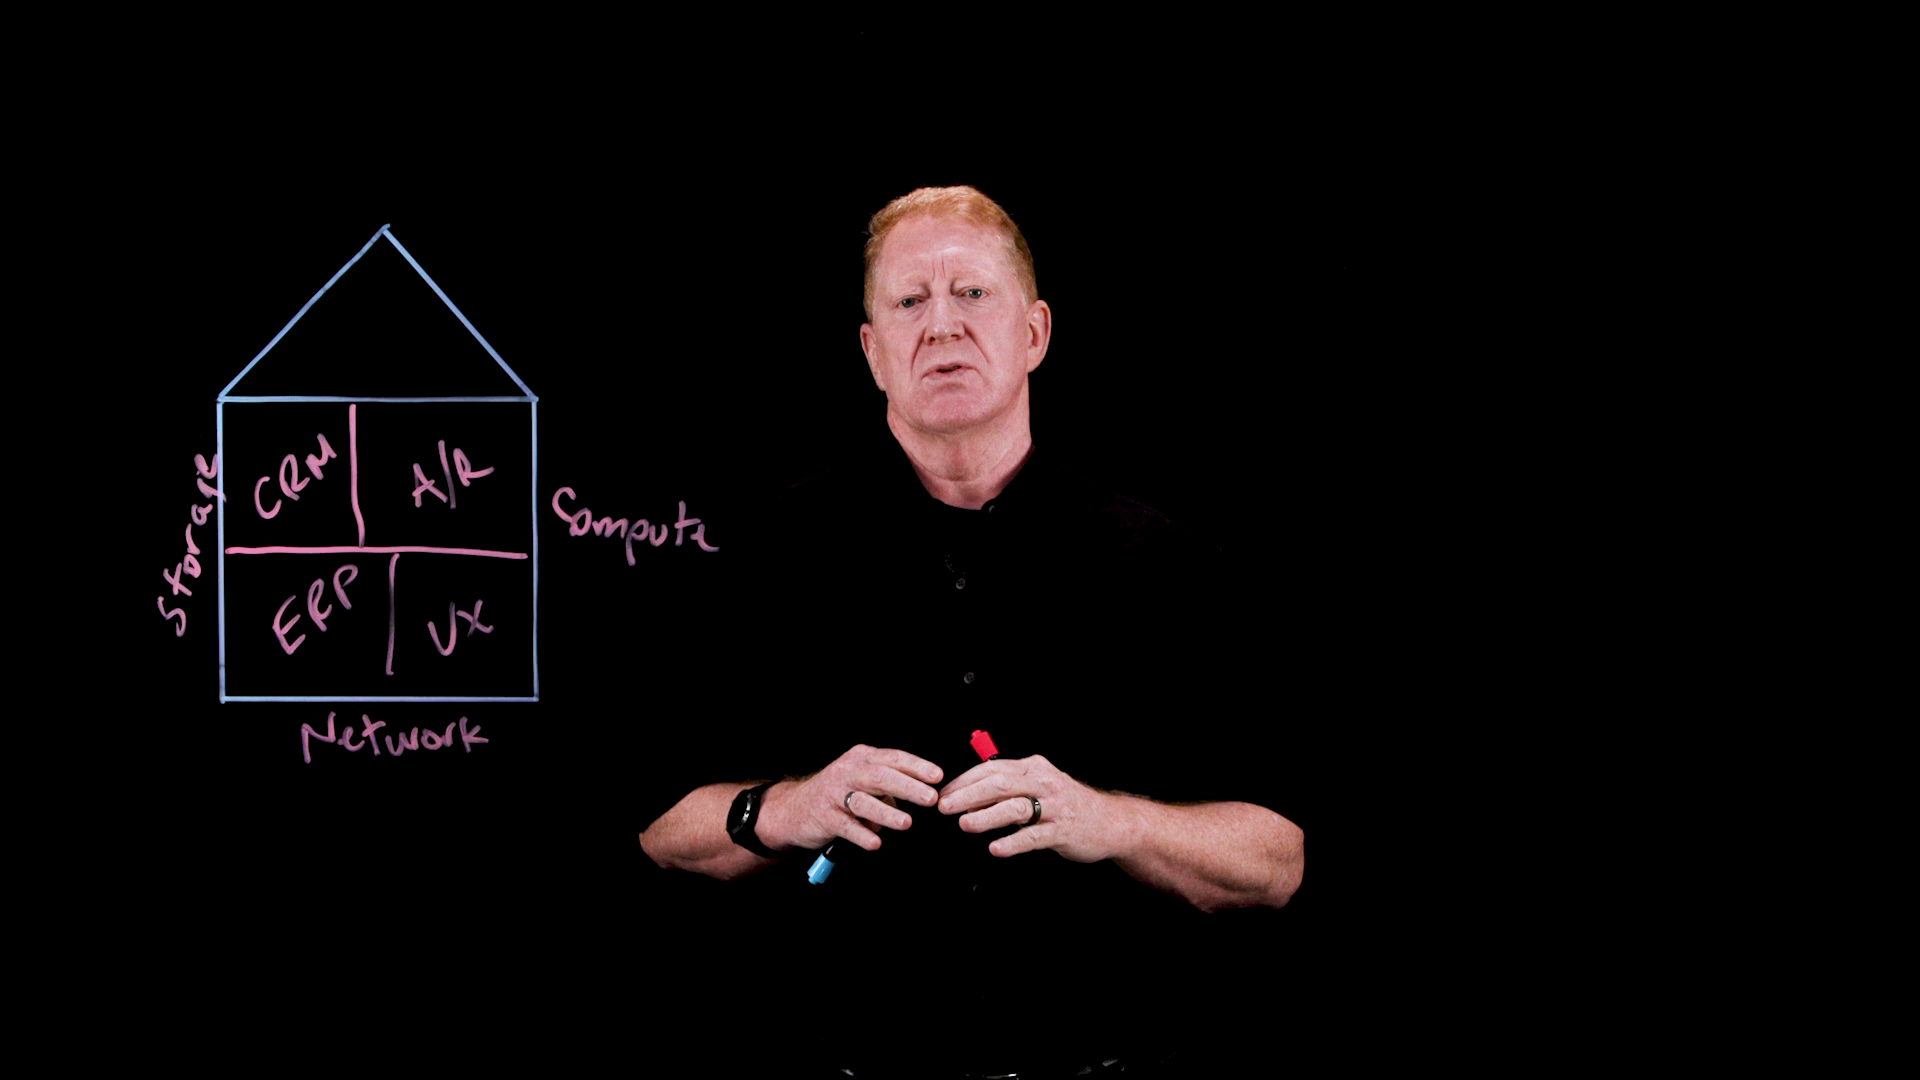 CRM
A/R
Storage
Compute
ERP
UX
Network